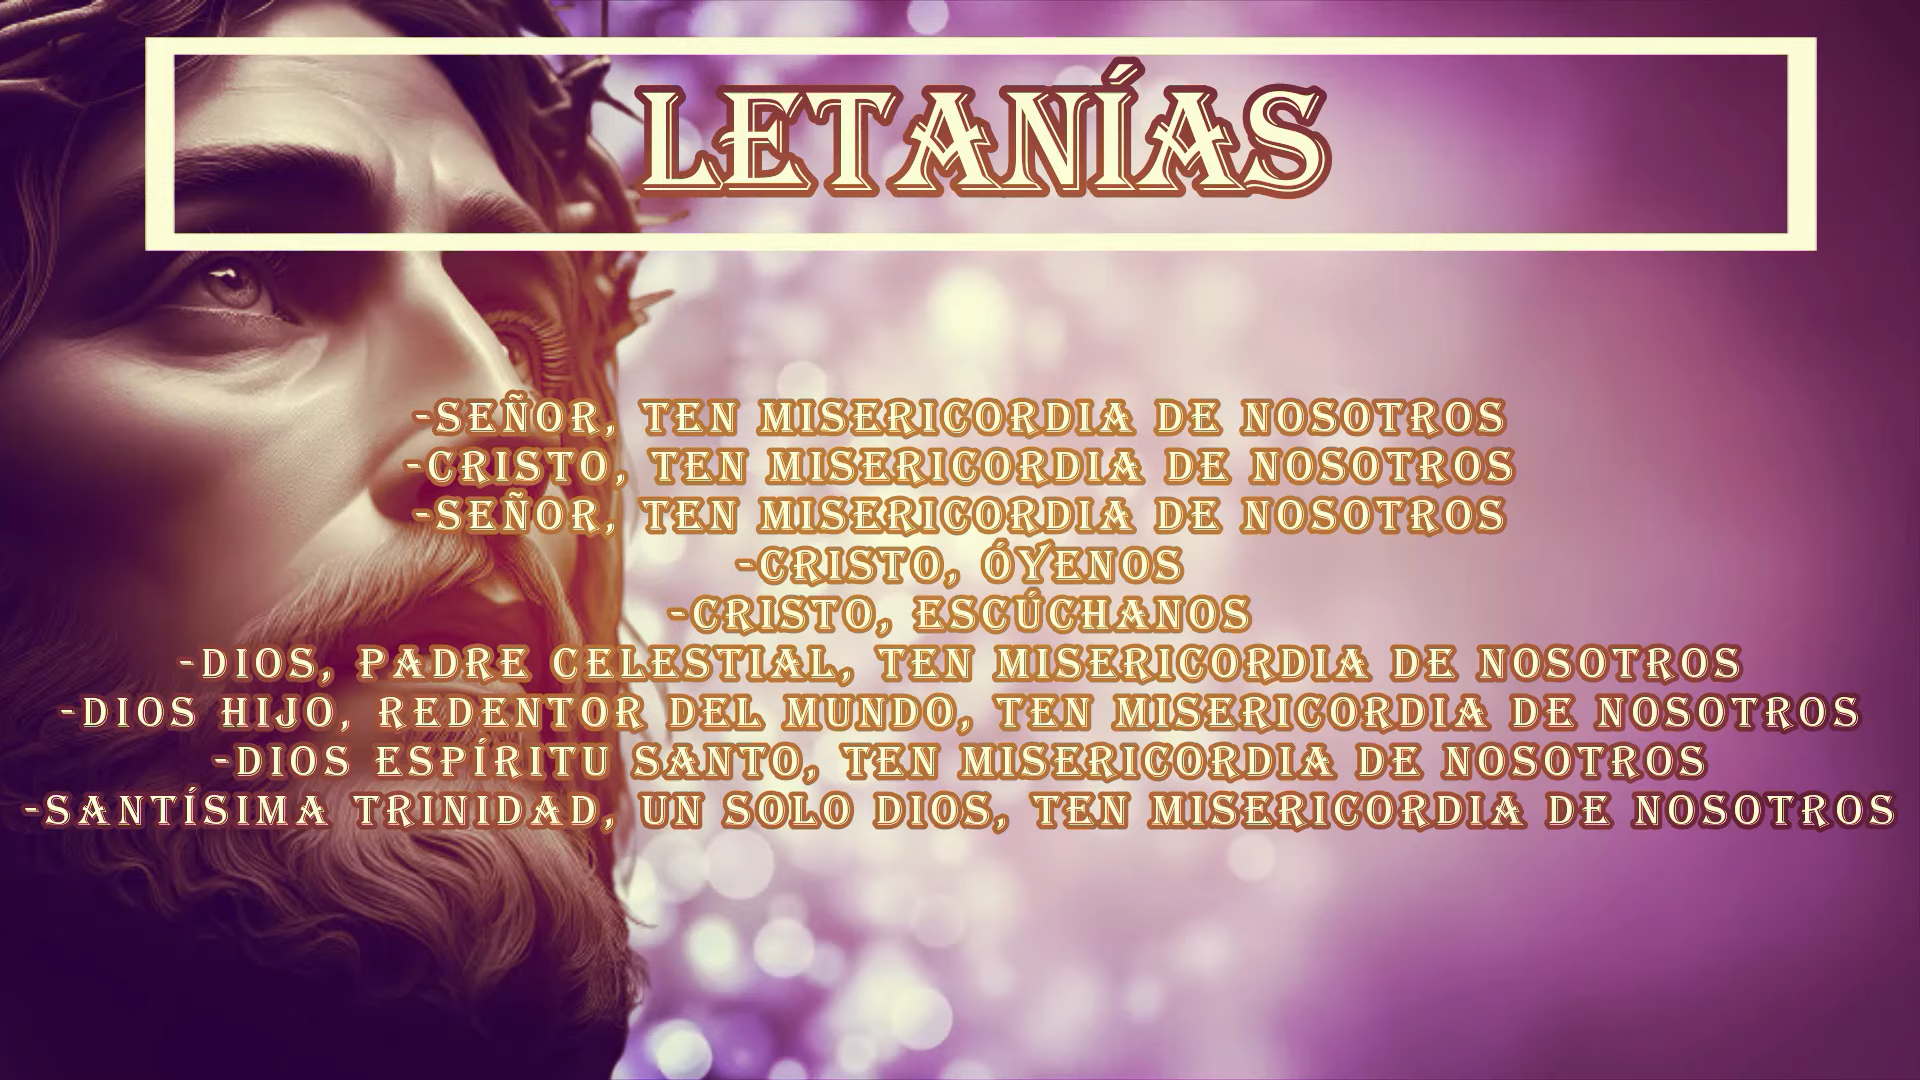 LETANÍAS
-SEÑOR, TEN MISERICORDIA DE NOSOTROS
-CRISTO, TEN MISERICORDIA DE NOSOTROS
-SEÑOR, TEN MISERICORDIA DE NOSOTROS
-CRISTO, ÓYENOS
-CRISTO, ESCÚCHANOS
-DIOS, PADRE CELESTIAL, TEN MISERICORDIA DE NOSOTROS
-DIOS HIJO, REDENTOR DEL MUNDO, TEN MISERICORDIA DE NOSOTROS
-DIOS ESPÍRITU SANTO, TEN MISERICORDIA DE NOSOTROS
-SANTÍSIMA TRINIDAD, UN SOLO DIOS, TEN MISERICORDIA DE NOSOTROS